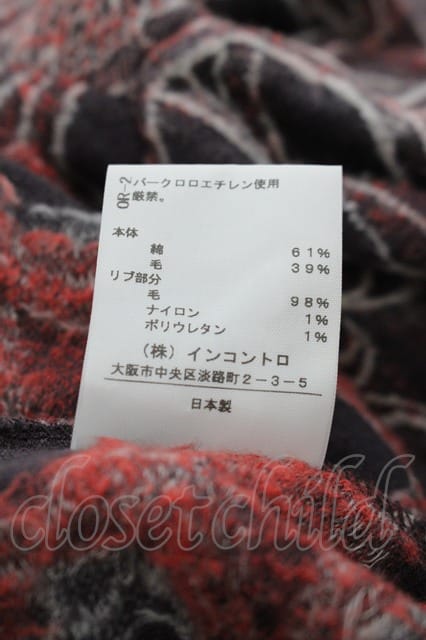 OR-2
パークロロエチレン使用
厳禁。
本体
綿 61%
毛 39%
リブ部分
毛 98%
ナイロン 1%
ポリウレタン 1%
(株) インコントロ
大阪市中央区淡路町2-3-5
日本製
closetchild